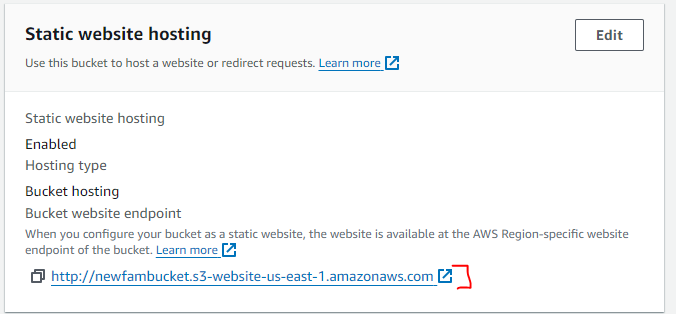 Static website hosting
Edit
Use this bucket to host a website or redirect requests. Learn more
Static website hosting
Enabled
Hosting type
Bucket hosting
Bucket website endpoint
When you configure your bucket as a static website, the website is available at the AWS Region-specific website
endpoint of the bucket. Learn more
http://newfambucket.s3-website-us-east-1.amazonaws.com